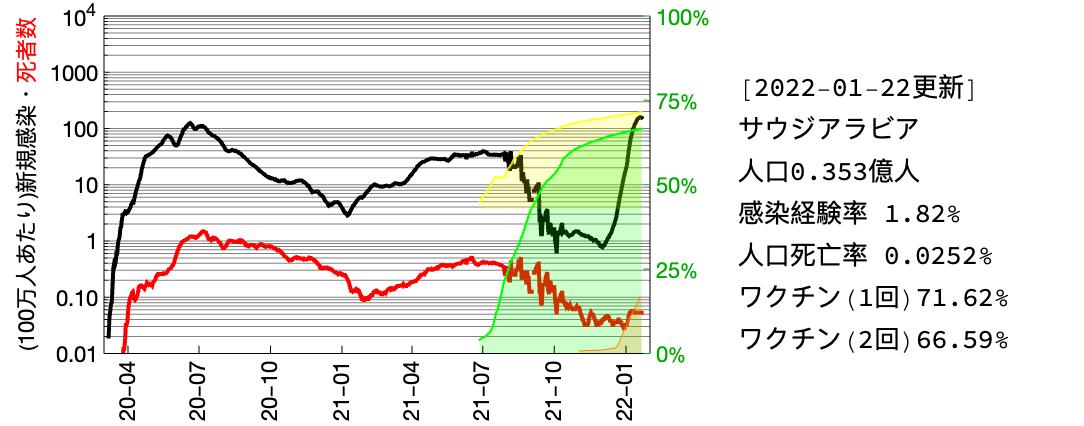 (100万人あたり)新規感染・死者数
10⁴
1000
100
10
1
0.10
0.01
100%
75%
50%
25%
0%
20-04
20-07
20-10
21-01
21-04
21-07
21-10
22-01
[2022-01-22更新]
サウジアラビア
人口0.353億人
感染経験率 1.82%
人口死亡率 0.0252%
ワクチン(1回)71.62%
ワクチン(2回)66.59%